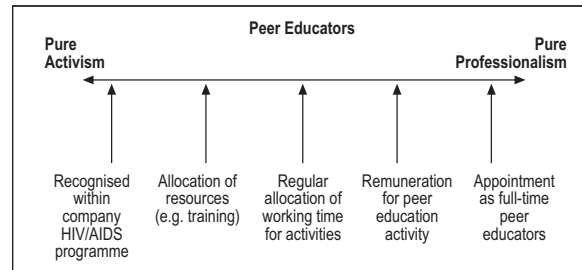 Peer Educators
Pure
Activism
Pure
Professionalism
Recognised
within
company
HIV/AIDS
programme
Allocation of
resources
(e.g. training)
Regular
allocation of
working time
for activities
Remuneration
for peer
education
activity
Appointment
as full-time
peer
educators